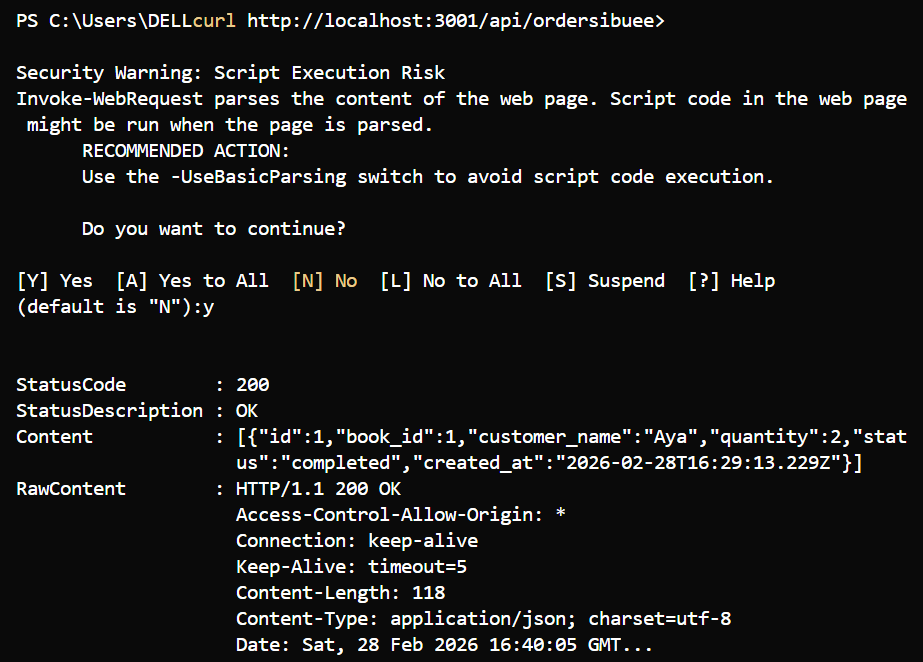 PS C:\Users\DELLcurl http://localhost:3001/api/ordersibuee>
Security Warning: Script Execution Risk
Invoke-WebRequest parses the content of the web page. Script code in the web page
might be run when the page is parsed.
RECOMMENDED ACTION:
Use the -UseBasicParsing switch to avoid script code execution.
Do you want to continue?
[Y] Yes  [A] Yes to All  [N] No  [L] No to All  [S] Suspend  [?] Help
(default is "N"):y
StatusCode        : 200
StatusDescription : OK
Content           : [{"id":1,"book_id":1,"customer_name":"Aya","quantity":2,"stat
us":"completed","created_at":"2026-02-28T16:29:13.229Z"}]
RawContent        : HTTP/1.1 200 OK
Access-Control-Allow-Origin: *
Connection: keep-alive
Keep-Alive: timeout=5
Content-Length: 118
Content-Type: application/json; charset=utf-8
Date: Sat, 28 Feb 2026 16:40:05 GMT...